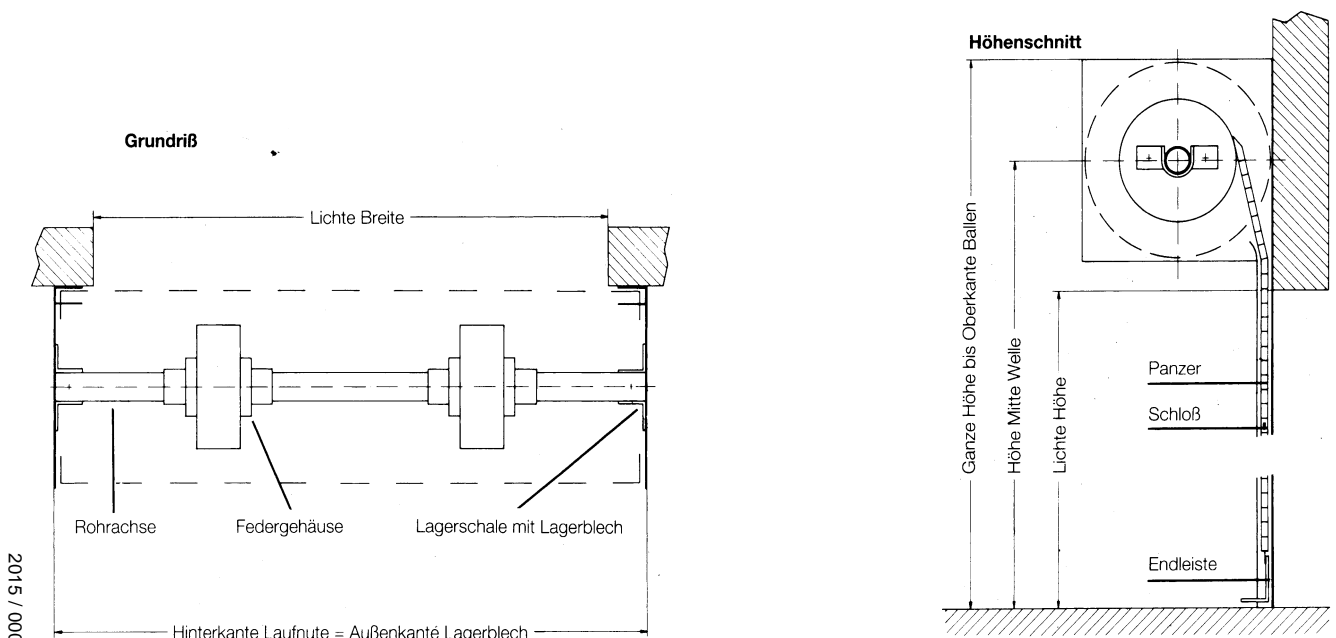 Grundriß
Lichte Breite
Rohrachse
Federgehäuse
Lagerschale mit Lagerblech
Hinterkante Laufnute = Außenkante Lagerblech
2015 / 000
Höhenschnitt
Ganze Höhe bis Oberkante Ballen
Höhe Mitte Welle
Lichte Höhe
Panzer
Schloß
Endleiste